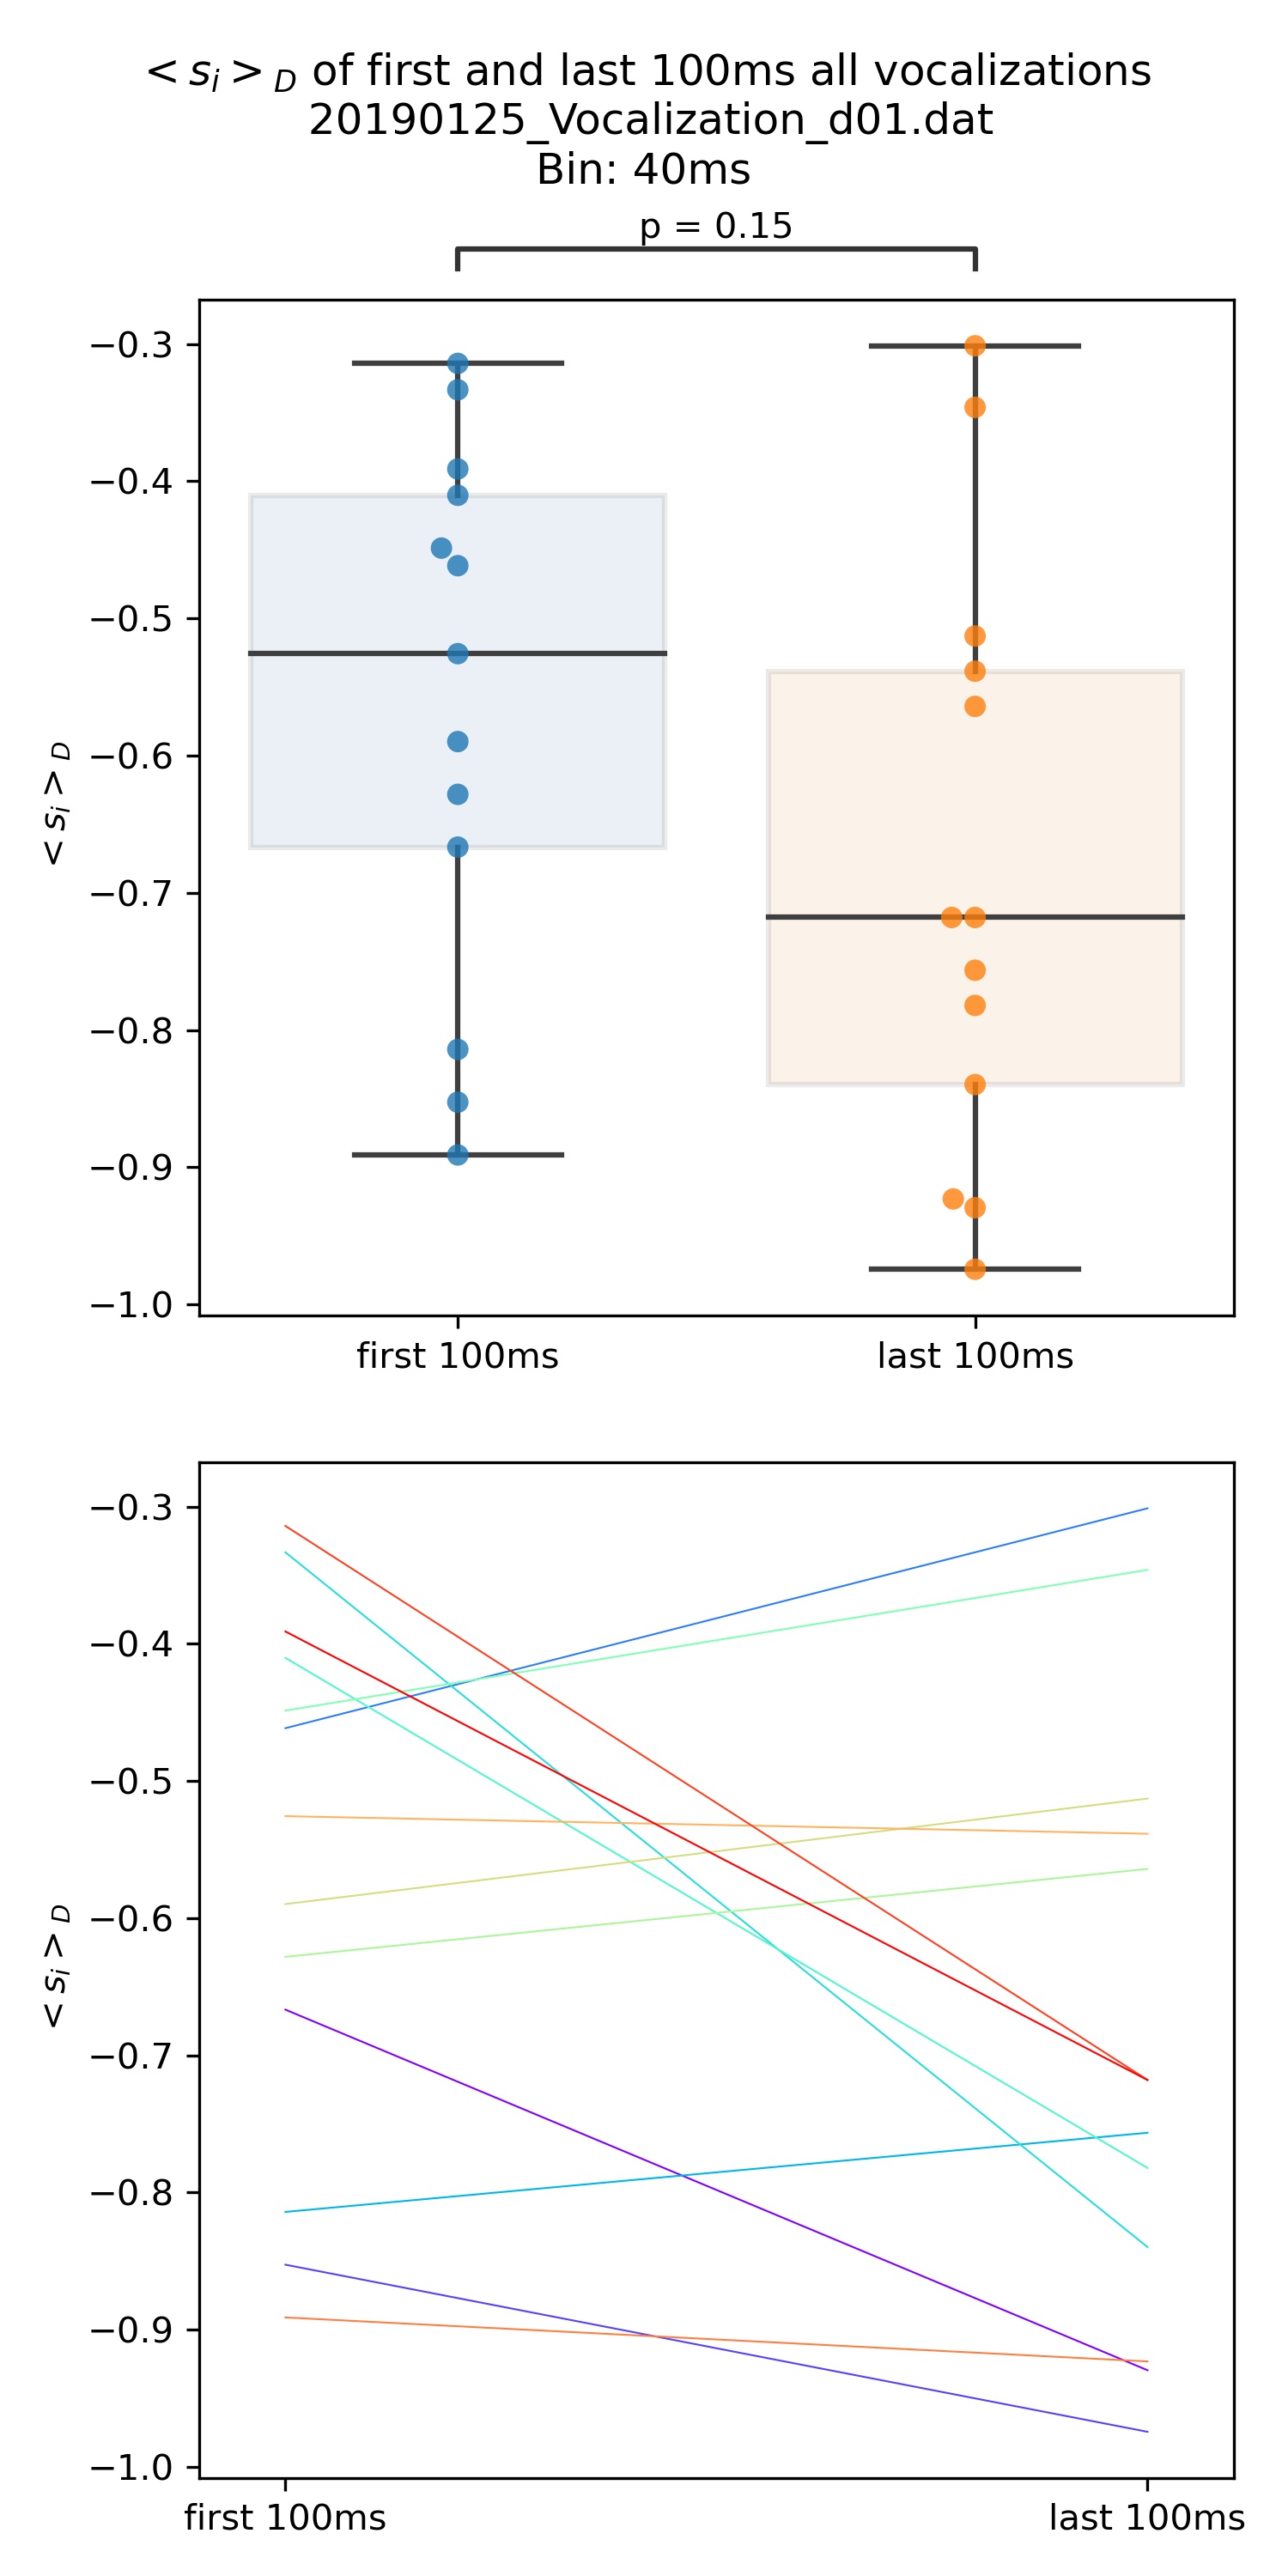 < s_i >_D of first and last 100ms all vocalizations
20190125_Vocalization_d01.dat
Bin: 40ms
p = 0.15
−0.3
−0.4
−0.5
−0.6
−0.7
−0.8
−0.9
−1.0
< s_i >_D
first 100ms
last 100ms
−0.3
−0.4
−0.5
−0.6
−0.7
−0.8
−0.9
−1.0
< s_i >_D
first 100ms
last 100ms